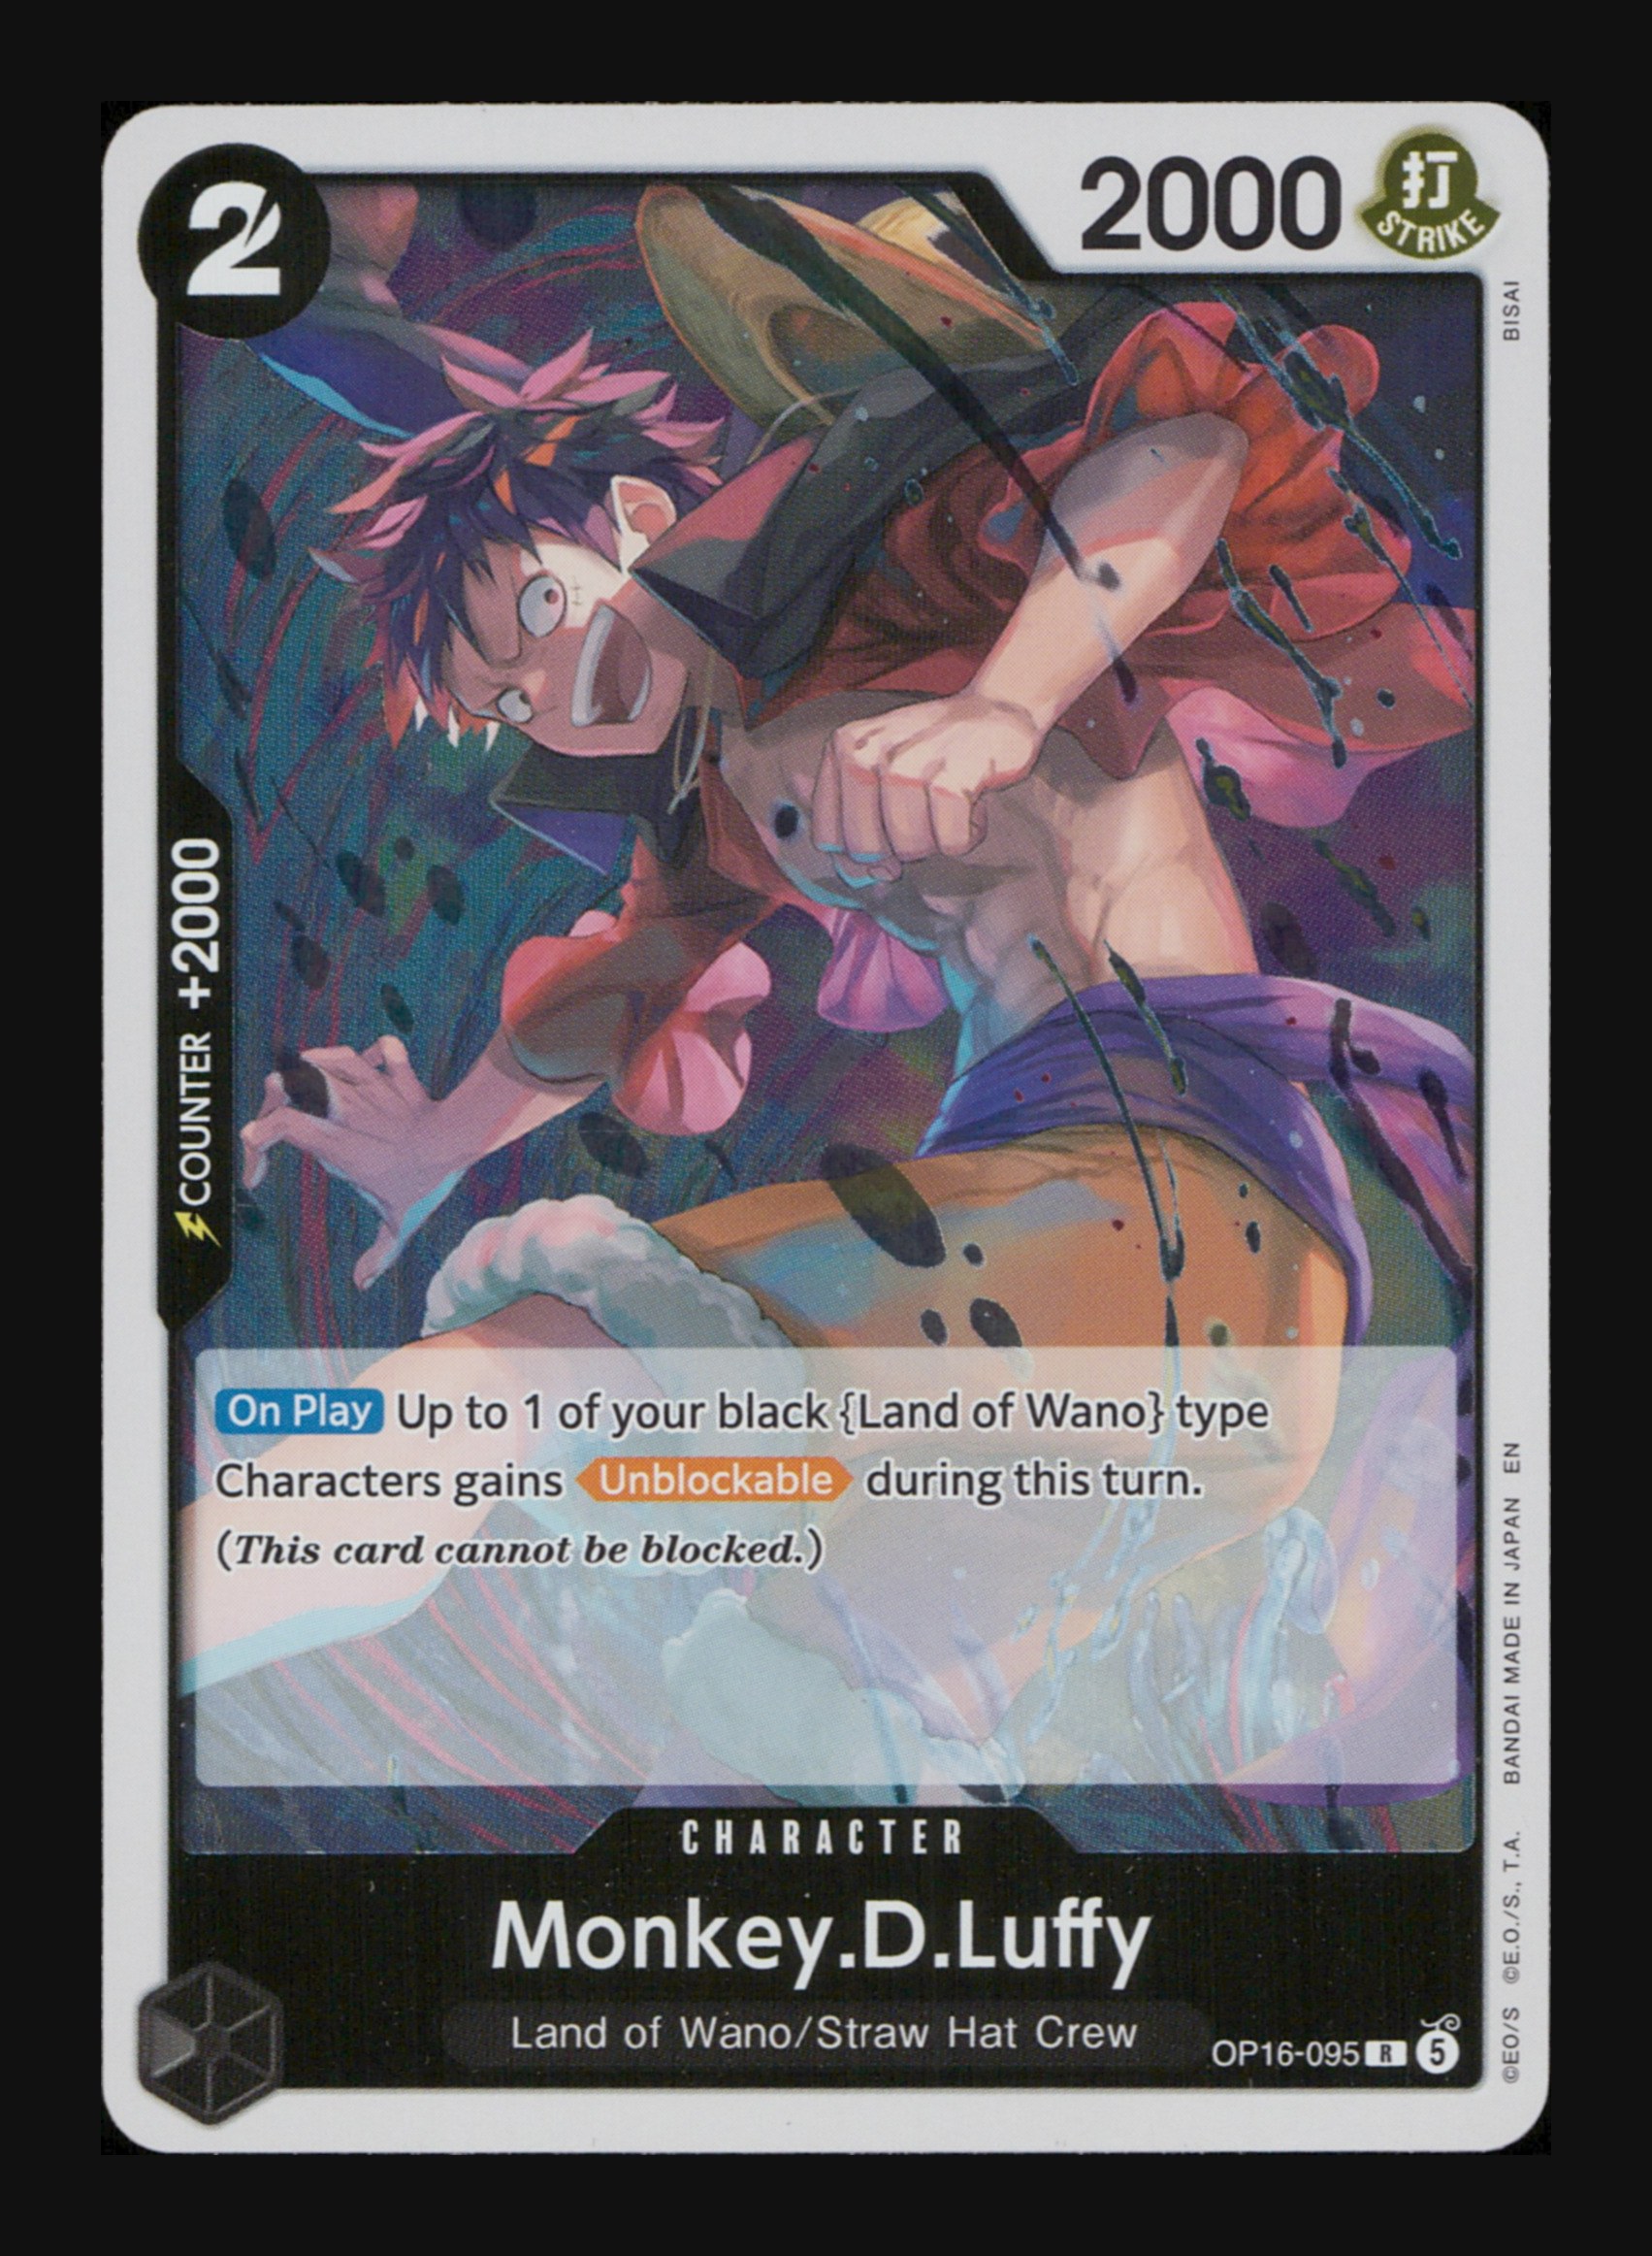 2
2000
打
STRIKE
BISAI
COUNTER +2000
On Play Up to 1 of your black {Land of Wano} type
Characters gains Unblockable during this turn.
(This card cannot be blocked.)
CHARACTER
Monkey.D.Luffy
Land of Wano/Straw Hat Crew
OP16-095 R 5
©EO/S ©E.O./S., T.A. BANDAI MADE IN JAPAN EN